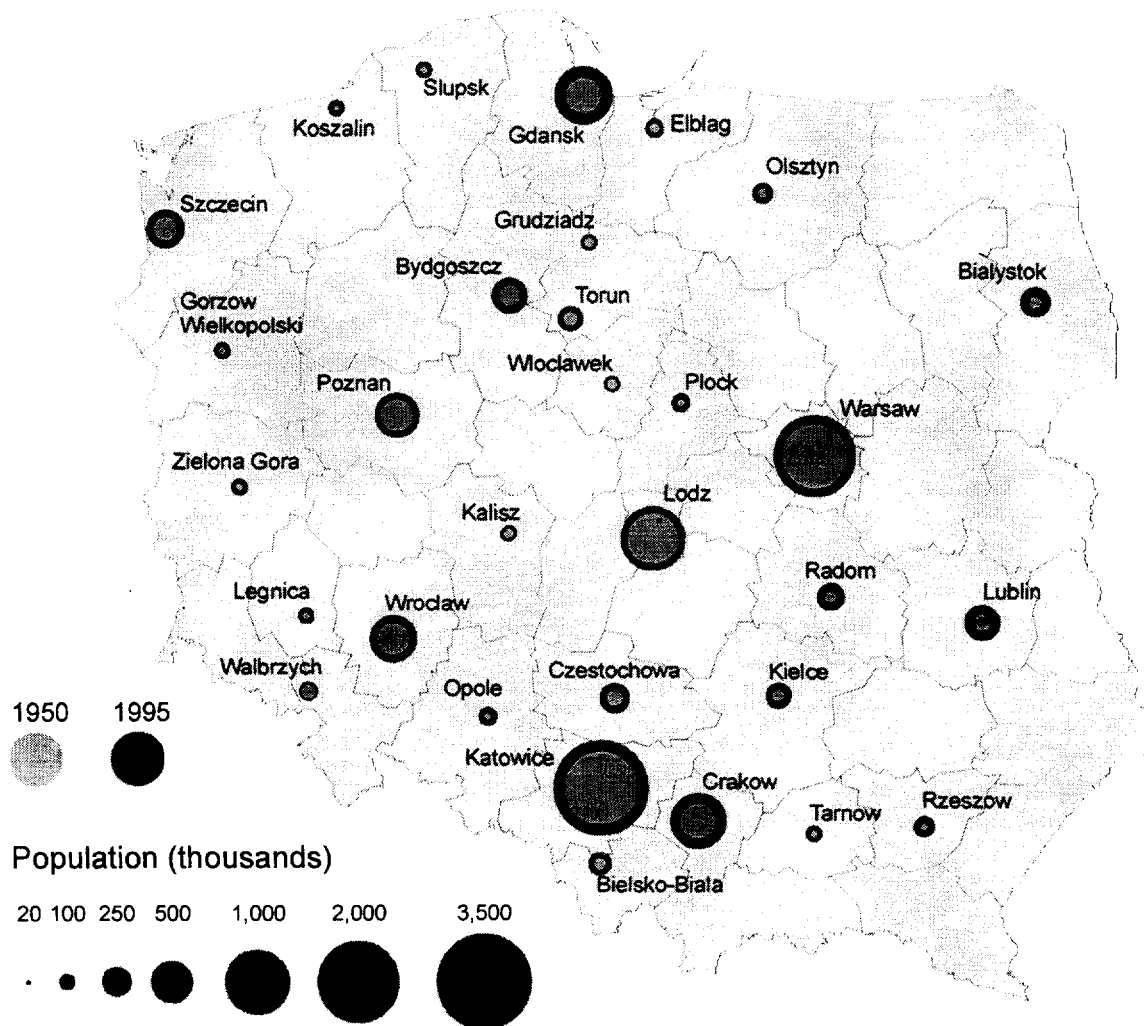 Slupsk
Koszalin
Gdansk
Elblag
Olsztyn
Szczecin
Grudziadz
Bydgoszcz
Torun
Bialystok
Gorzow
Wielkopolski
Wloclawek
Plock
Poznan
Warsaw
Zielona Gora
Kalisz
Lodz
Radom
Lublin
Legnica
Wroclaw
Walbrzych
Opole
Czestochowa
Kielce
1950 1995
Katowice
Crakow
Tarnow
Rzeszow
Bielsko-Biala
Population (thousands)
20 100 250 500 1,000 2,000 3,500